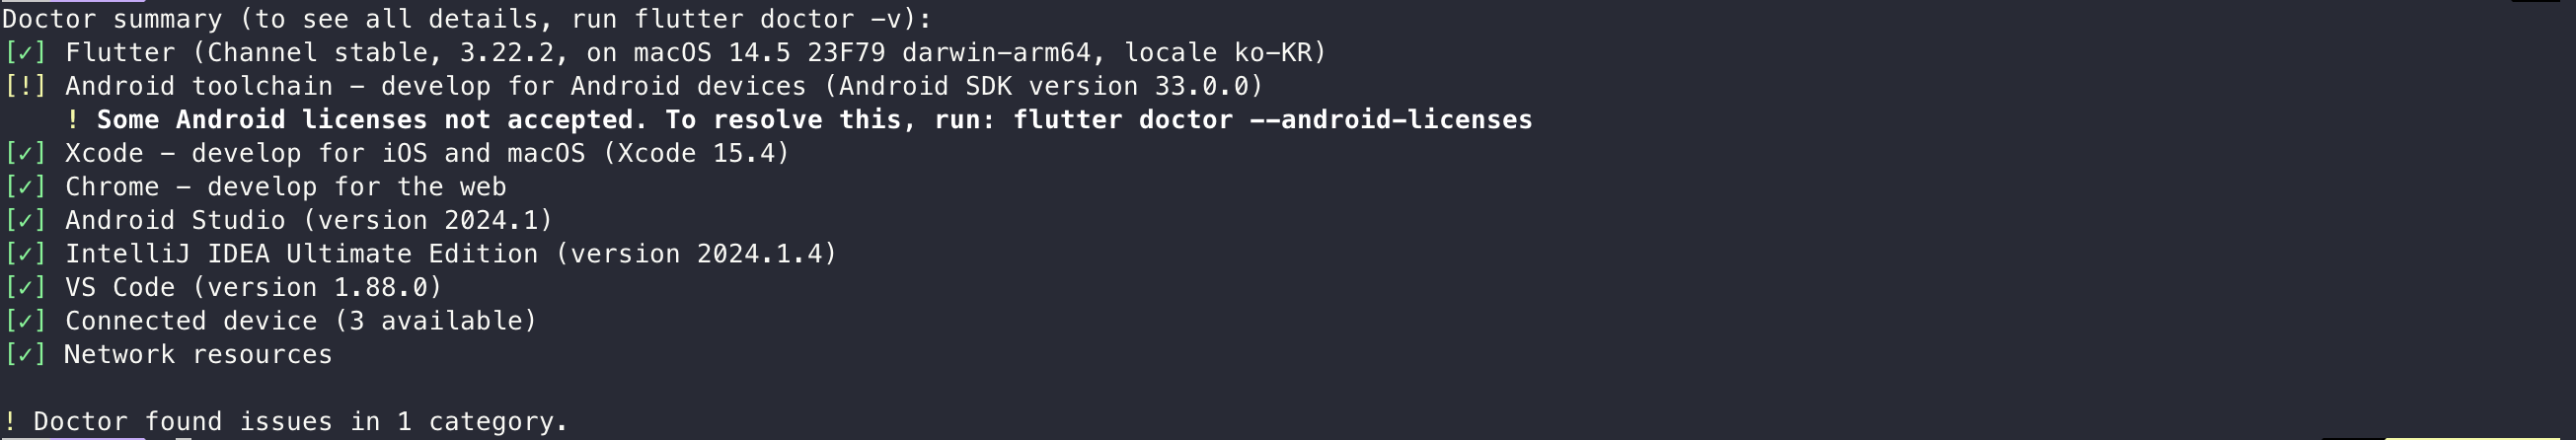 Doctor summary (to see all details, run flutter doctor -v):
[✓] Flutter (Channel stable, 3.22.2, on macOS 14.5 23F79 darwin-arm64, locale ko-KR)
[!] Android toolchain - develop for Android devices (Android SDK version 33.0.0)
! Some Android licenses not accepted. To resolve this, run: flutter doctor --android-licenses
[✓] Xcode - develop for iOS and macOS (Xcode 15.4)
[✓] Chrome - develop for the web
[✓] Android Studio (version 2024.1)
[✓] IntelliJ IDEA Ultimate Edition (version 2024.1.4)
[✓] VS Code (version 1.88.0)
[✓] Connected device (3 available)
[✓] Network resources
! Doctor found issues in 1 category.